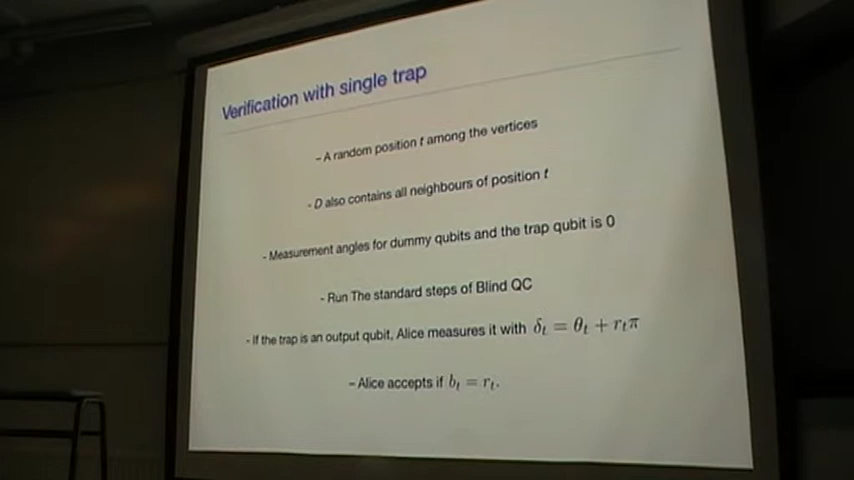 Verification with single trap
– A random position t among the vertices
- D also contains all neighbours of position t
- Measurement angles for dummy qubits and the trap qubit is 0
- Run The standard steps of Blind QC
- If the trap is an output qubit, Alice measures it with δₜ = θₜ + rₜπ
– Alice accepts if bₜ = rₜ.